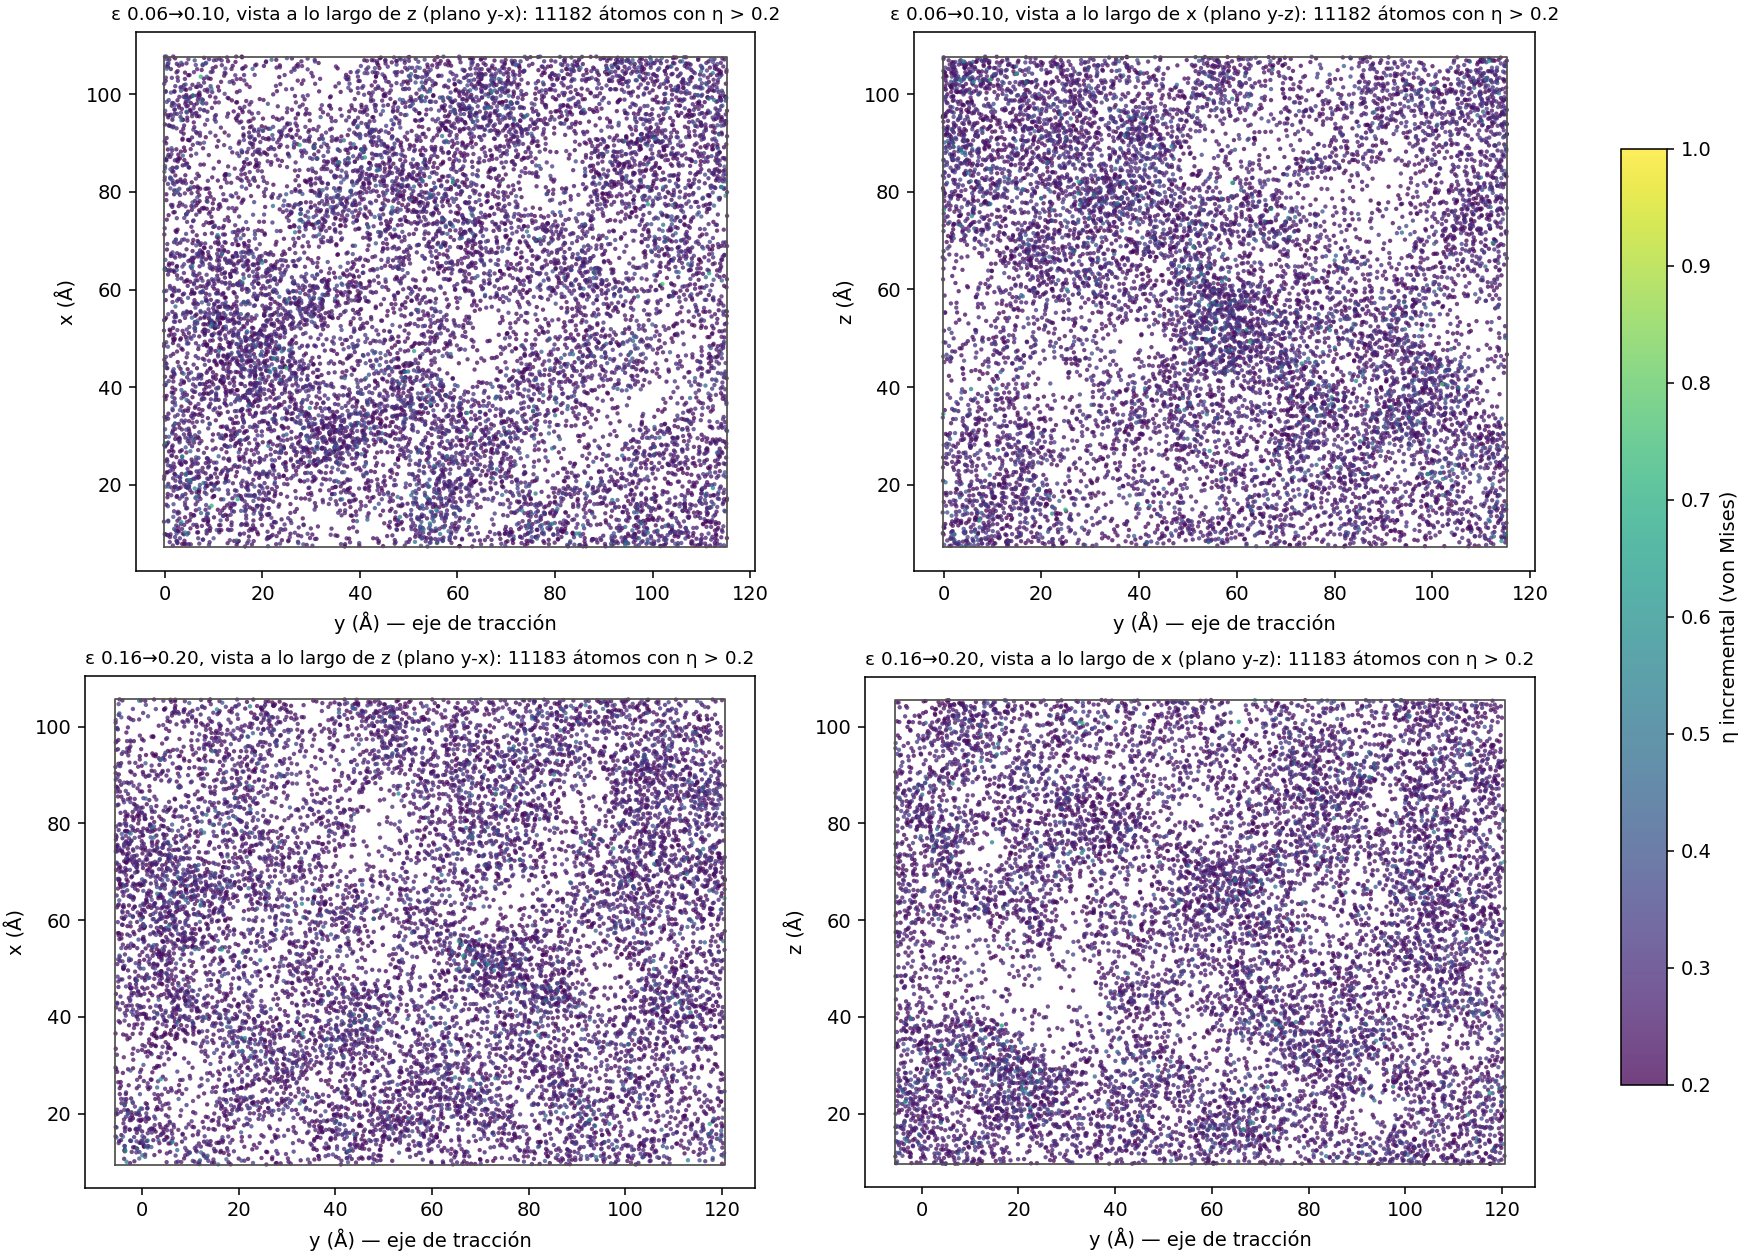 ε 0.06→0.10, vista a lo largo de z (plano y-x): 11182 átomos con η > 0.2
ε 0.06→0.10, vista a lo largo de x (plano y-z): 11182 átomos con η > 0.2
100
80
60
40
20
x (Å)
0 20 40 60 80 100 120
y (Å) — eje de tracción
100
80
60
40
20
z (Å)
0 20 40 60 80 100 120
y (Å) — eje de tracción
ε 0.16→0.20, vista a lo largo de z (plano y-x): 11183 átomos con η > 0.2
ε 0.16→0.20, vista a lo largo de x (plano y-z): 11183 átomos con η > 0.2
100
80
60
40
20
x (Å)
0 20 40 60 80 100 120
y (Å) — eje de tracción
100
80
60
40
20
z (Å)
0 20 40 60 80 100 120
y (Å) — eje de tracción
1.0
0.9
0.8
0.7
0.6
0.5
0.4
0.3
0.2
η incremental (von Mises)